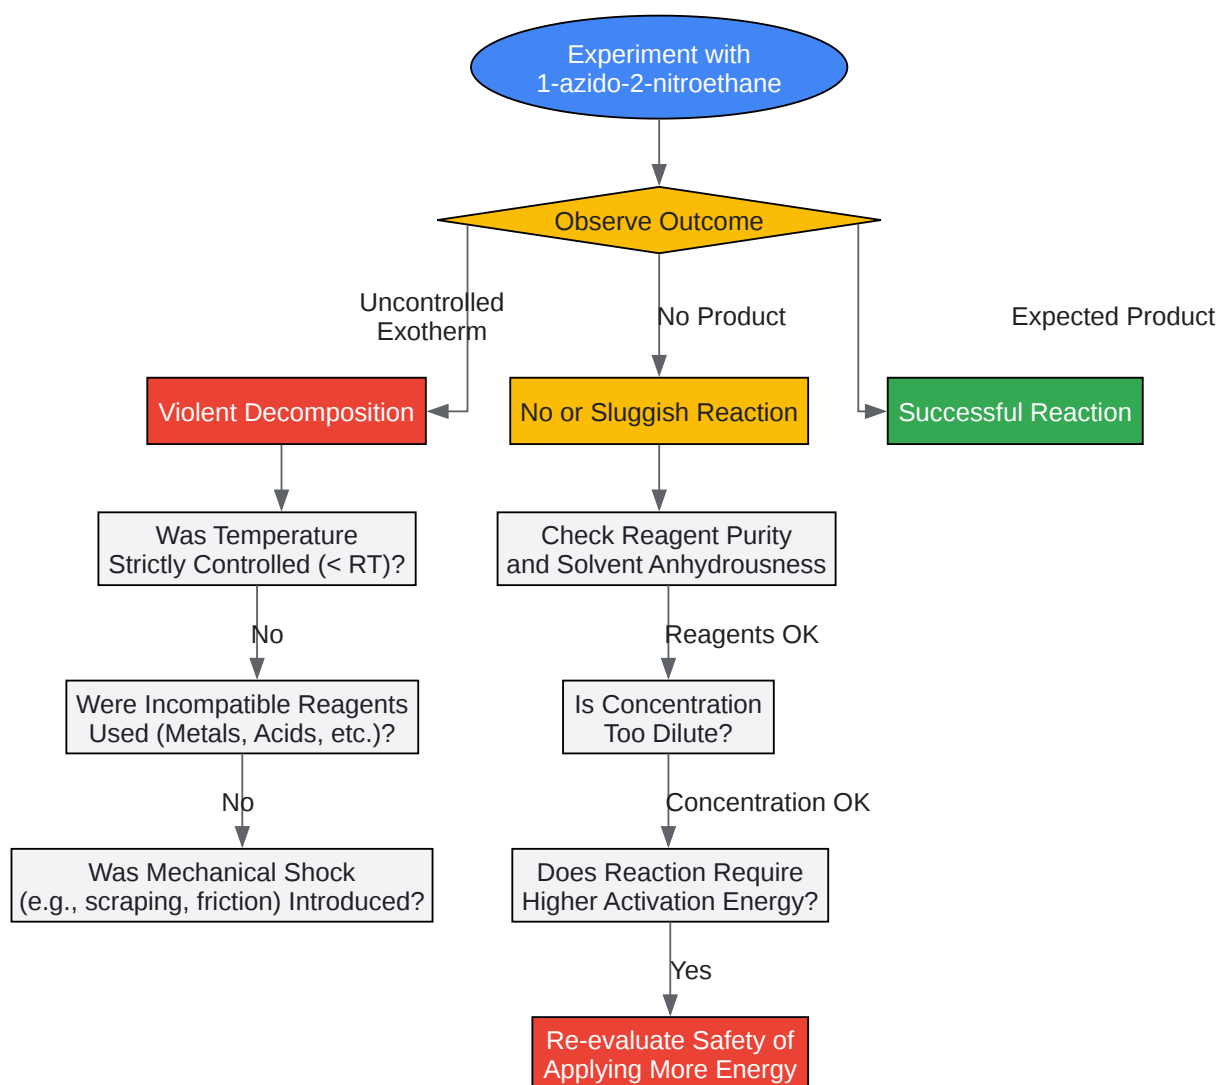 Experiment with
1-azido-2-nitroethane
Observe Outcome
Uncontrolled
Exotherm
No Product
Expected Product
Violent Decomposition
No or Sluggish Reaction
Successful Reaction
Was Temperature
Strictly Controlled (< RT)?
Check Reagent Purity
and Solvent Anhydrousness
No
Reagents OK
Were Incompatible Reagents
Used (Metals, Acids, etc.)?
Is Concentration
Too Dilute?
No
Concentration OK
Was Mechanical Shock
(e.g., scraping, friction) Introduced?
Does Reaction Require
Higher Activation Energy?
Yes
Re-evaluate Safety of
Applying More Energy